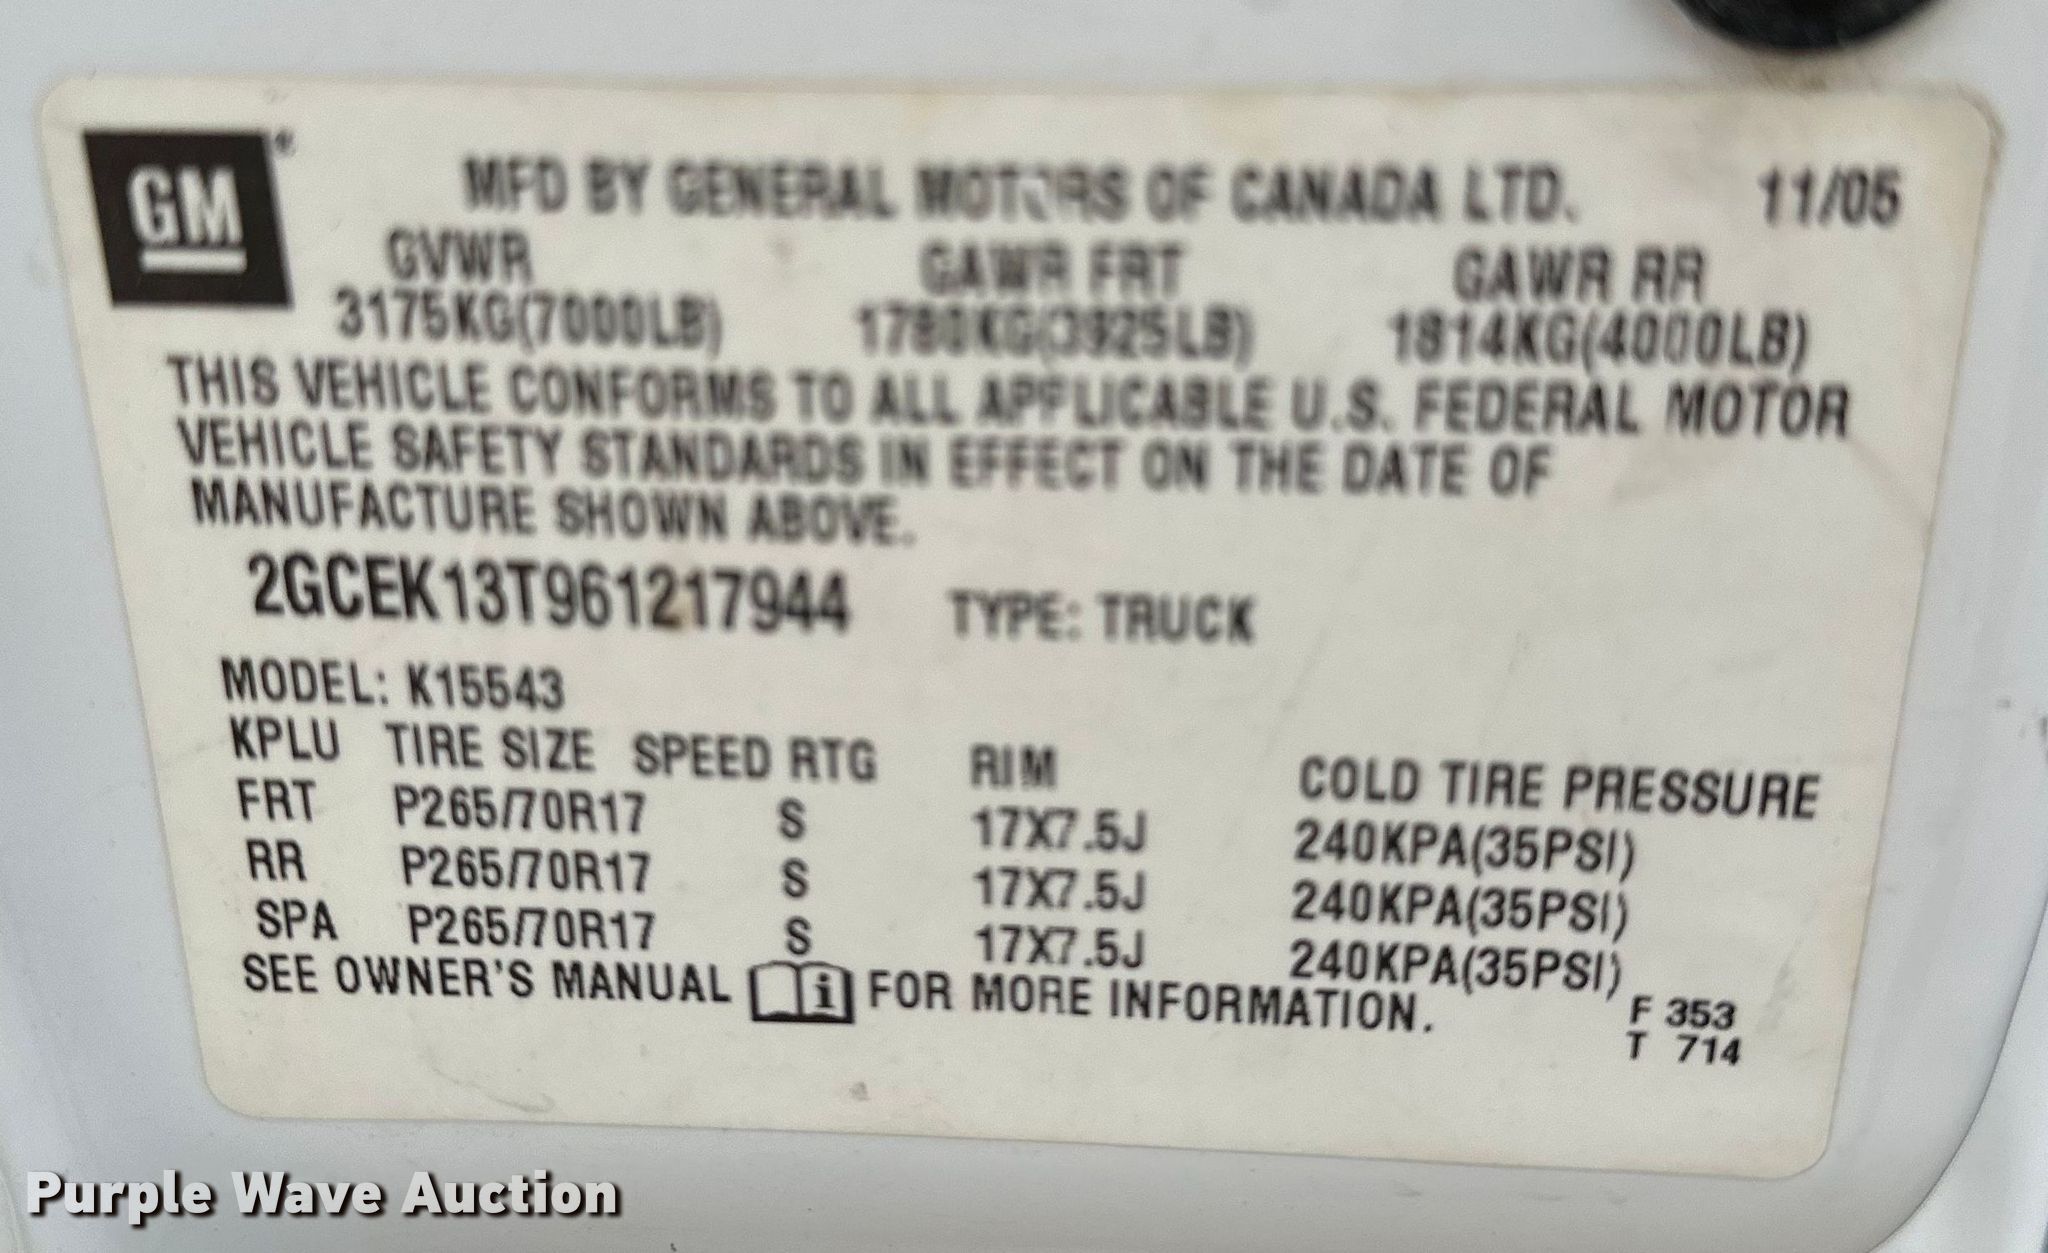 GM®
MFD BY GENERAL MOTORS OF CANADA LTD. 11/05
GVWR GAWR FRT GAWR RR
3175KG(7000LB) 1780KG(3925LB) 1814KG(4000LB)
THIS VEHICLE CONFORMS TO ALL APPLICABLE U.S. FEDERAL MOTOR
VEHICLE SAFETY STANDARDS IN EFFECT ON THE DATE OF
MANUFACTURE SHOWN ABOVE.
2GCEK13T961217944 TYPE: TRUCK
MODEL: K15543
KPLU TIRE SIZE SPEED RTG RIM COLD TIRE PRESSURE
FRT P265/70R17 S 17X7.5J 240KPA(35PSI)
RR P265/70R17 S 17X7.5J 240KPA(35PSI)
SPA P265/70R17 S 17X7.5J 240KPA(35PSI)
SEE OWNER'S MANUAL i FOR MORE INFORMATION.
F 353
T 714
Purple Wave Auction